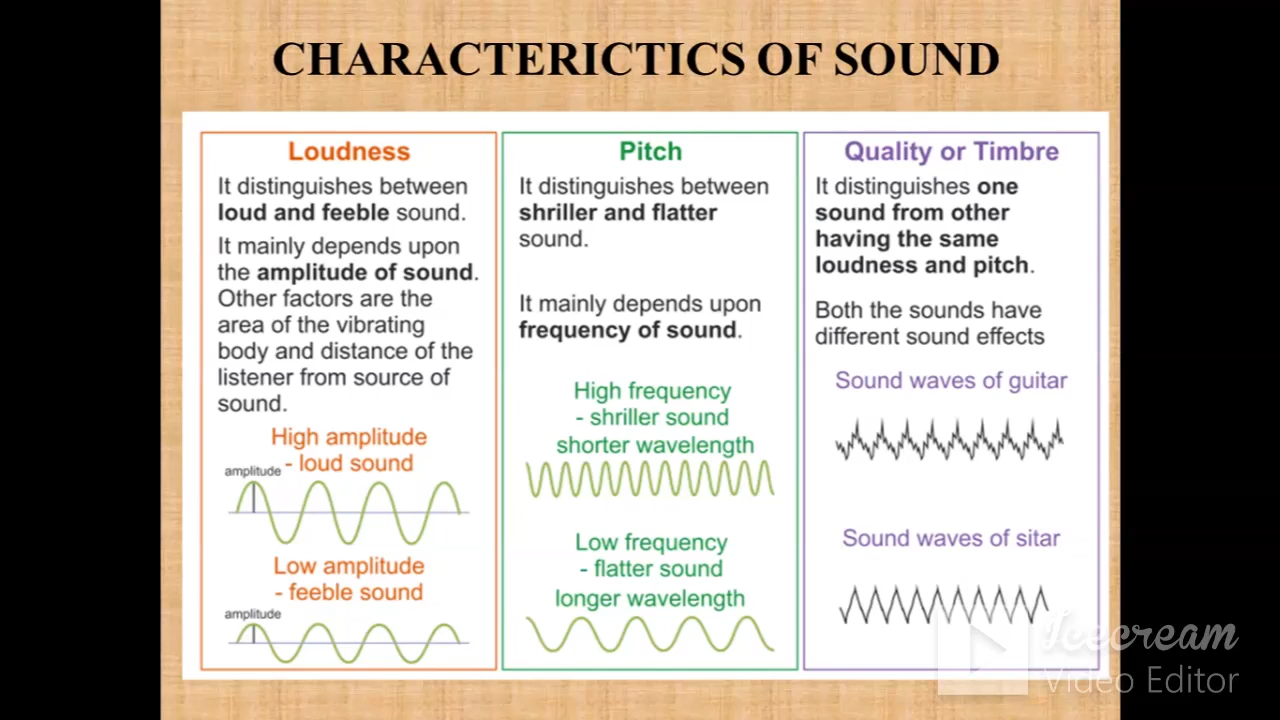 CHARACTERICTICS OF SOUND
Loudness
It distinguishes between
loud and feeble sound.
It mainly depends upon
the amplitude of sound.
Other factors are the
area of the vibrating
body and distance of the
listener from source of
sound.
High amplitude
- loud sound
amplitude
Low amplitude
- feeble sound
amplitude
Pitch
It distinguishes between
shriller and flatter
sound.
It mainly depends upon
frequency of sound.
High frequency
- shriller sound
shorter wavelength
Low frequency
- flatter sound
longer wavelength
Quality or Timbre
It distinguishes one
sound from other
having the same
loudness and pitch.
Both the sounds have
different sound effects
Sound waves of guitar
Sound waves of sitar
Icecream
Video Editor